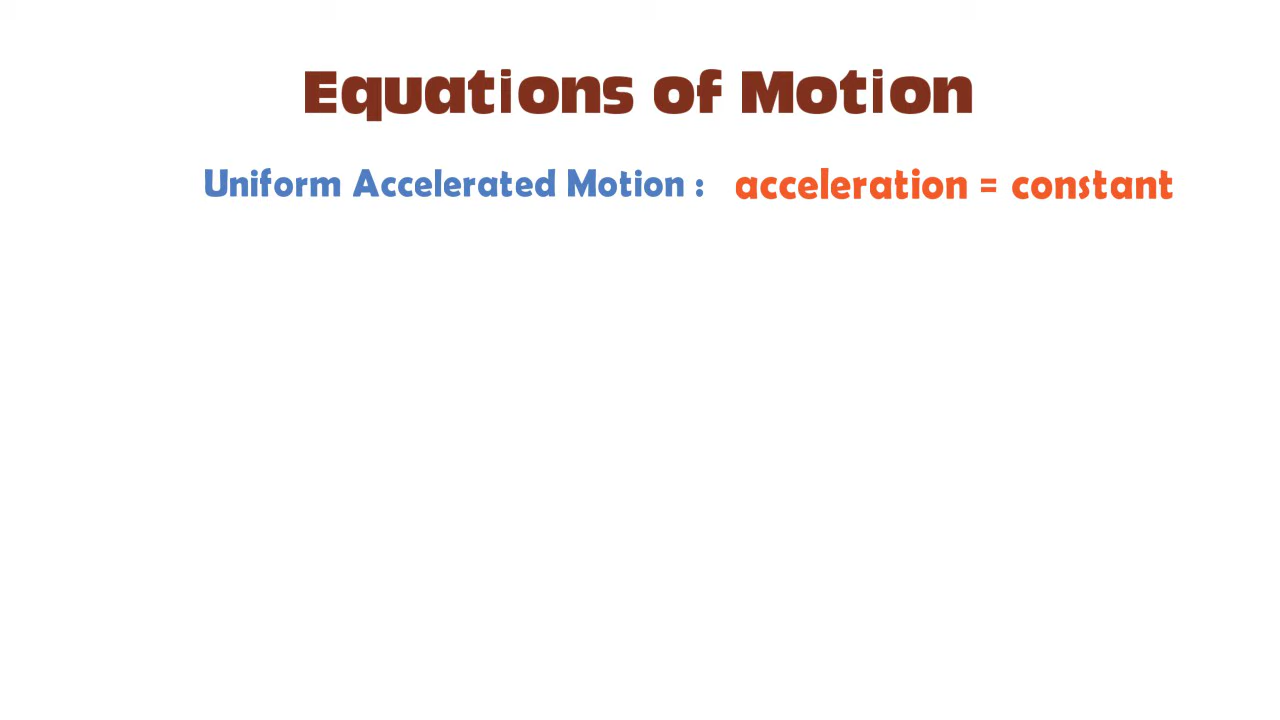 Equations of Motion
Uniform Accelerated Motion : acceleration = constant